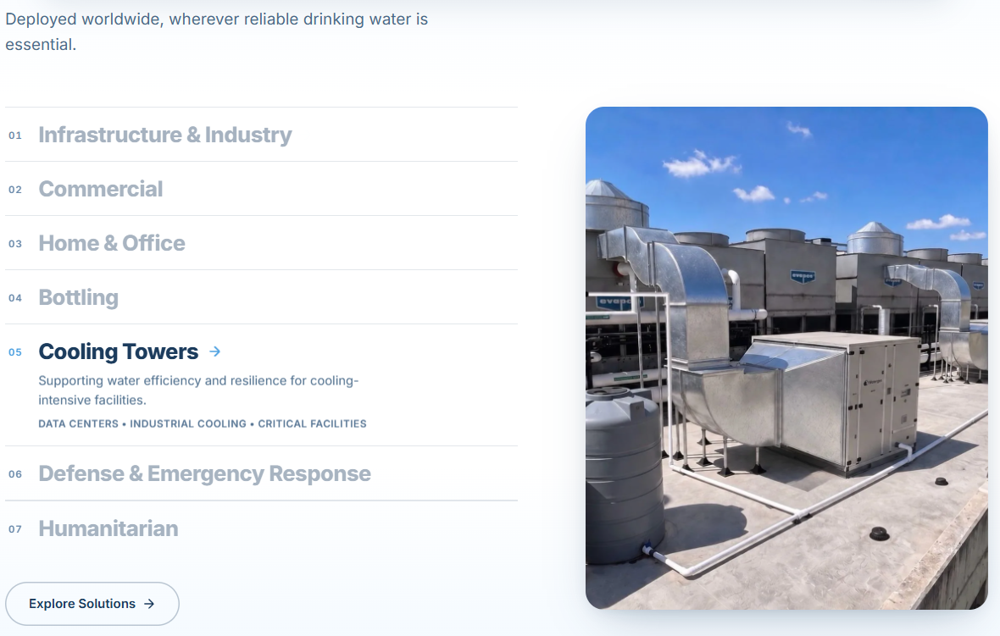 Deployed worldwide, wherever reliable drinking water is
essential.
01 Infrastructure & Industry
02 Commercial
03 Home & Office
04 Bottling
05 Cooling Towers →
Supporting water efficiency and resilience for cooling-
intensive facilities.
DATA CENTERS • INDUSTRIAL COOLING • CRITICAL FACILITIES
06 Defense & Emergency Response
07 Humanitarian
Explore Solutions →